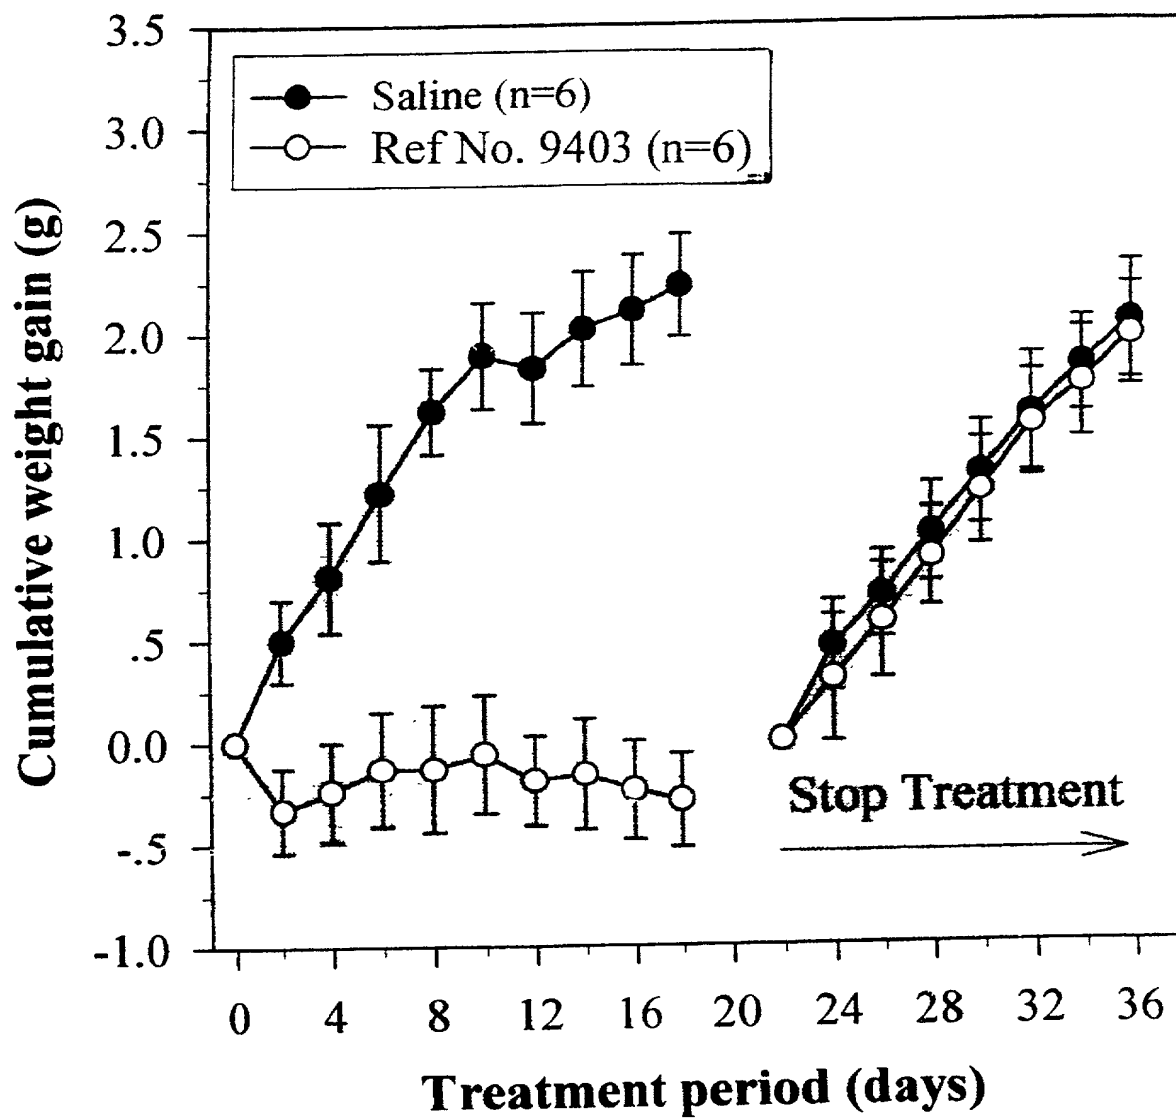 3.5
3.0
2.5
2.0
1.5
1.0
.5
0.0
-.5
-1.0
Cumulative weight gain (g)
Saline (n=6)
Ref No. 9403 (n=6)
Stop Treatment
0 4 8 12 16 20 24 28 32 36
Treatment period (days)